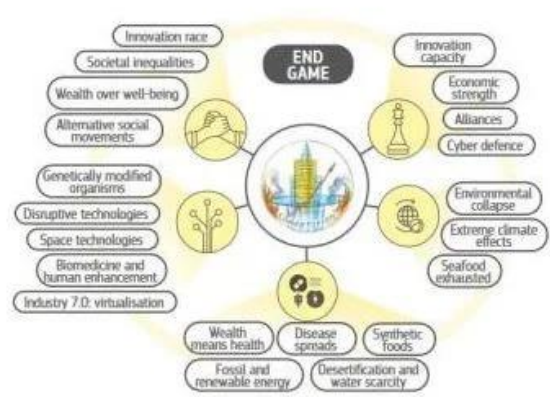 Innovation race
Societal inequalities
Wealth over well-being
Alternative social
movements
END
GAME
Innovation
capacity
Economic
strength
Alliances
Cyber defence
Genetically modified
organisms
Disruptive technologies
Space technologies
Biomedicine and
human enhancement
Industry 7.0: virtualisation
Environmental
collapse
Extreme climate
effects
Seafood
exhausted
Wealth
means health
Disease
spreads
Synthetic
foods
Fossil and
renewable energy
Desertification and
water scarcity